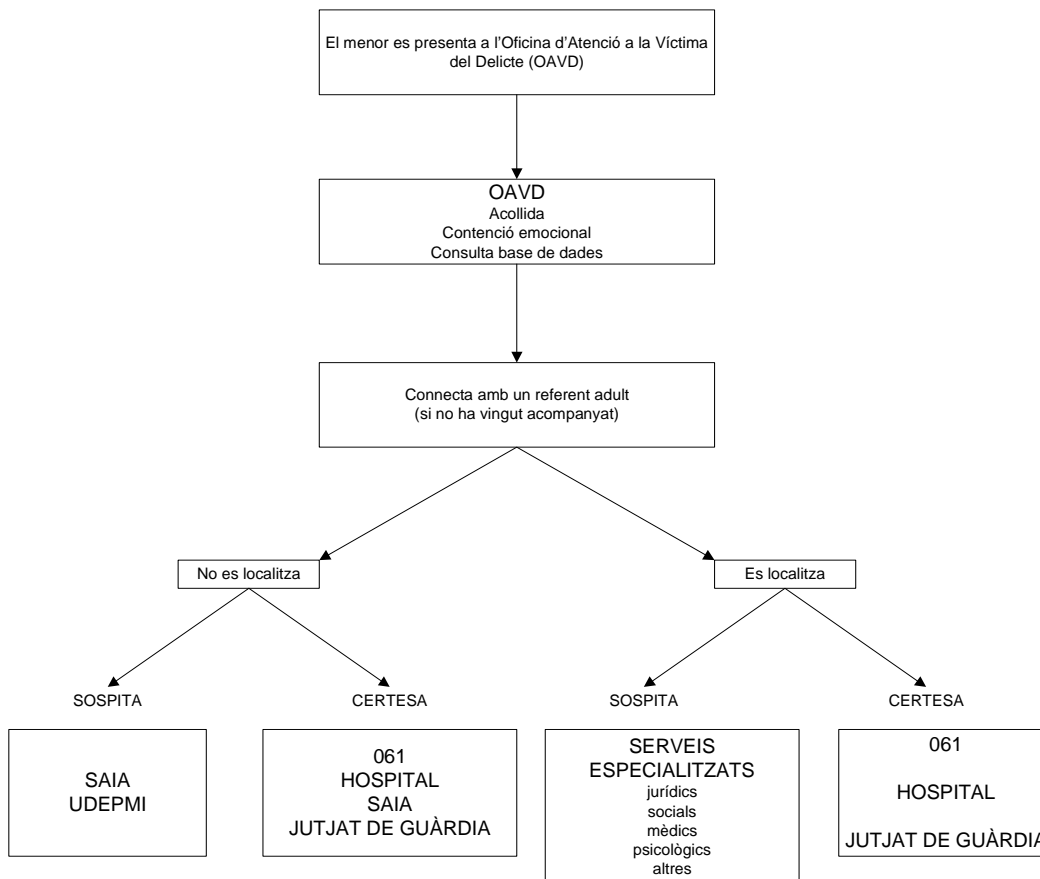 El menor es presenta a l'Oficina d'Atenció a la Víctima
del Delicte (OAVD)
OAVD
Acollida
Contenció emocional
Consulta base de dades
Connecta amb un referent adult
(si no ha vingut acompanyat)
No es localitza
Es localitza
SOSPITA
CERTESA
SOSPITA
CERTESA
SAIA
UDEPMI
061
HOSPITAL
SAIA
JUTJAT DE GUÀRDIA
SERVEIS
ESPECIALITZATS
jurídics
socials
mèdics
psicològics
altres
061
HOSPITAL
JUTJAT DE GUÀRDIA